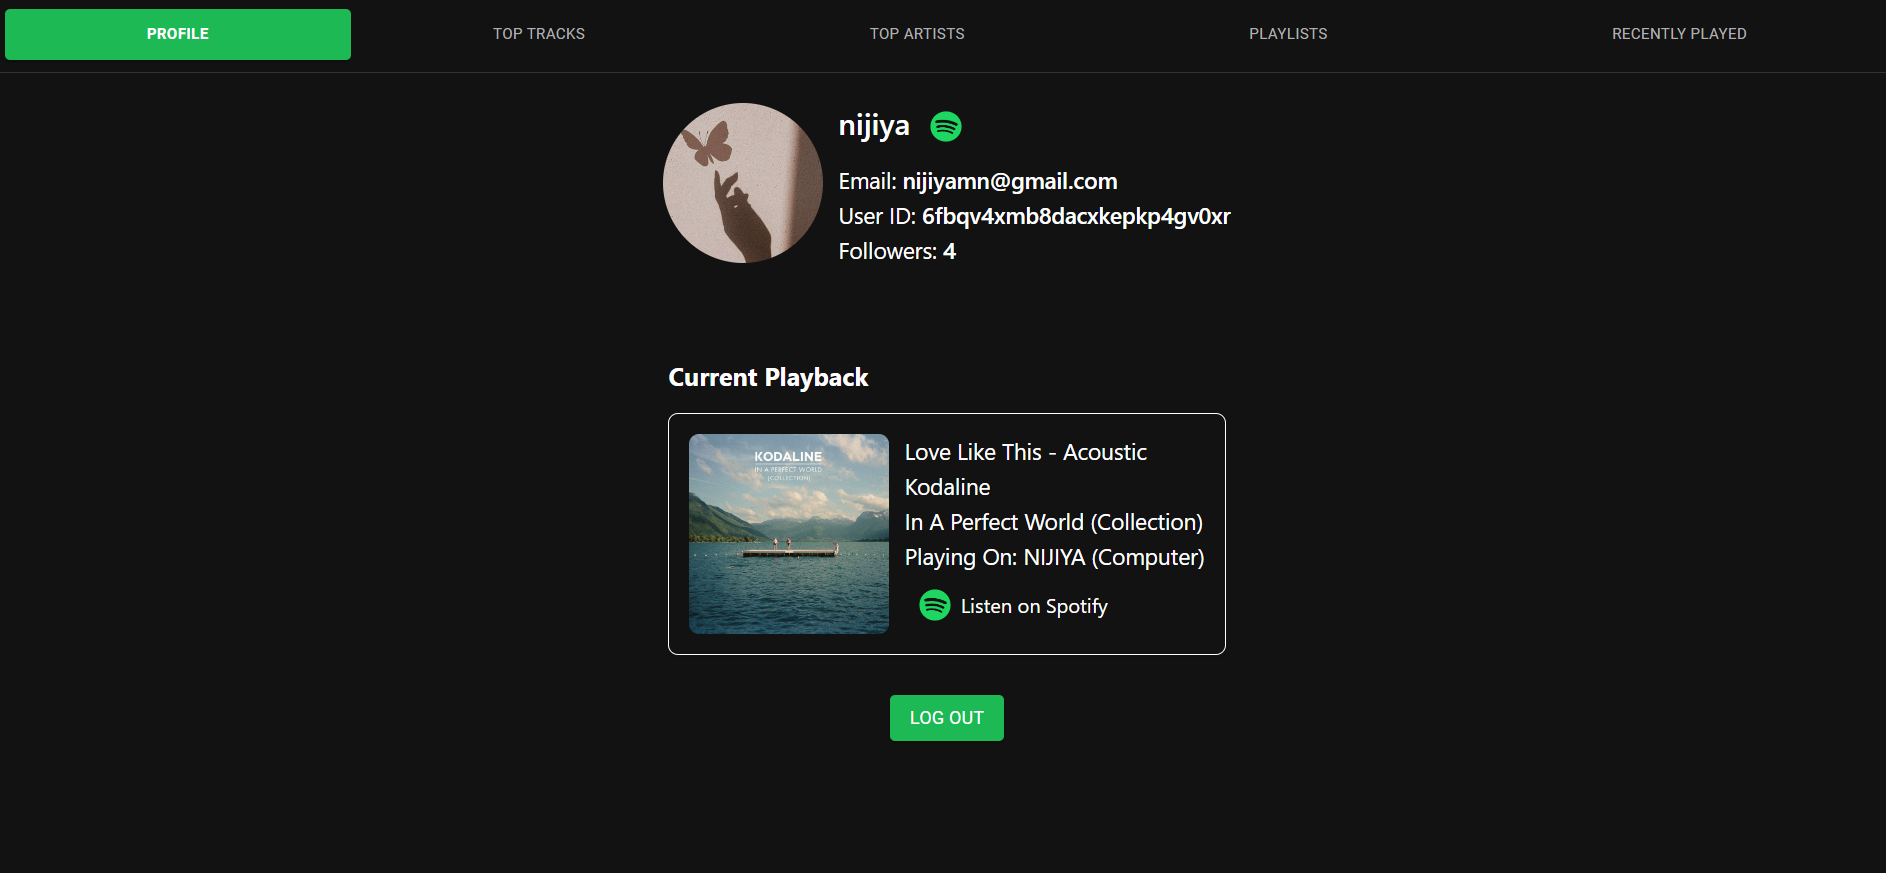 PROFILE
TOP TRACKS
TOP ARTISTS
PLAYLISTS
RECENTLY PLAYED
nijiya
Email: nijiyamn@gmail.com
User ID: 6fbqv4xmb8dacxkepkp4gv0xr
Followers: 4
Current Playback
KODALINE
IN A PERFECT WORLD
(COLLECTION)
Love Like This - Acoustic
Kodaline
In A Perfect World (Collection)
Playing On: NIJIYA (Computer)
Listen on Spotify
LOG OUT